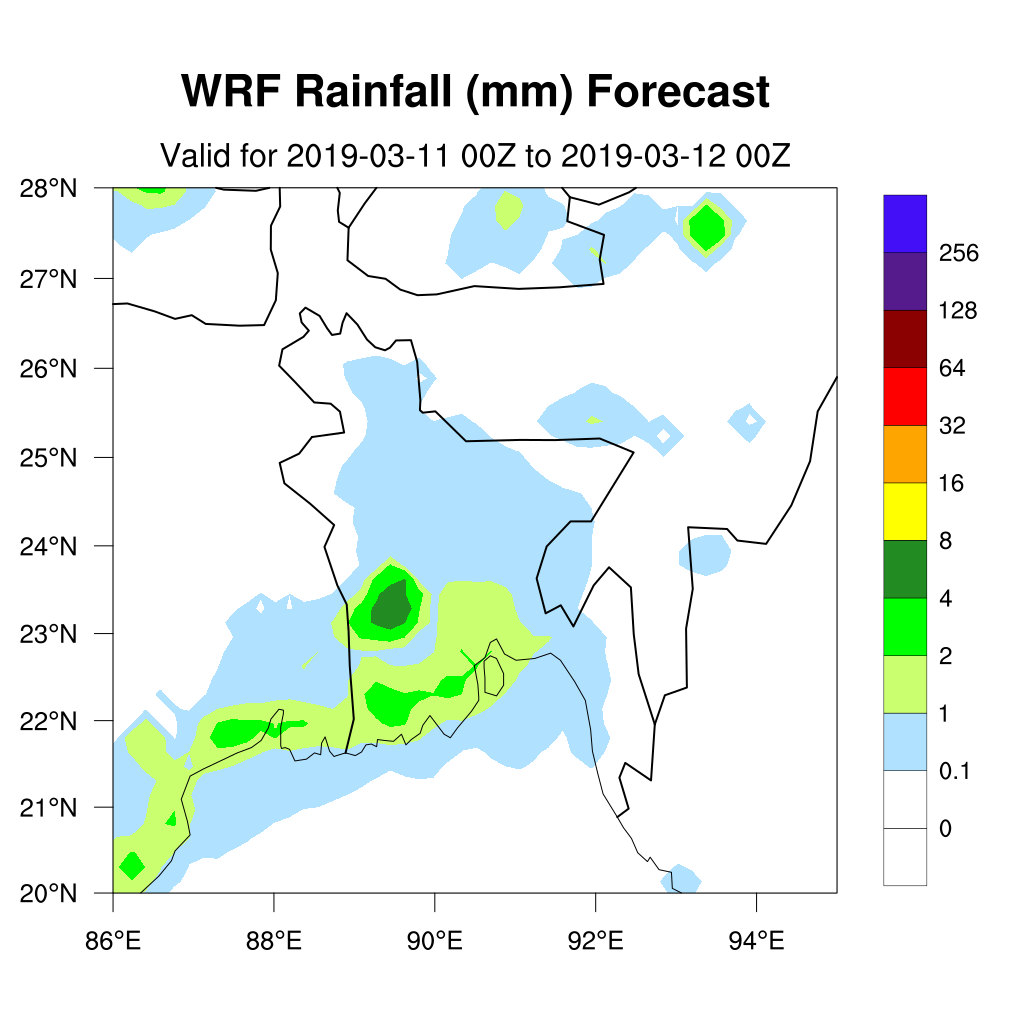 WRF Rainfall (mm) Forecast
Valid for 2019-03-11 00Z to 2019-03-12 00Z
28°N
27°N
26°N
25°N
24°N
23°N
22°N
21°N
20°N
86°E 88°E 90°E 92°E 94°E
256
128
64
32
16
8
4
2
1
0.1
0